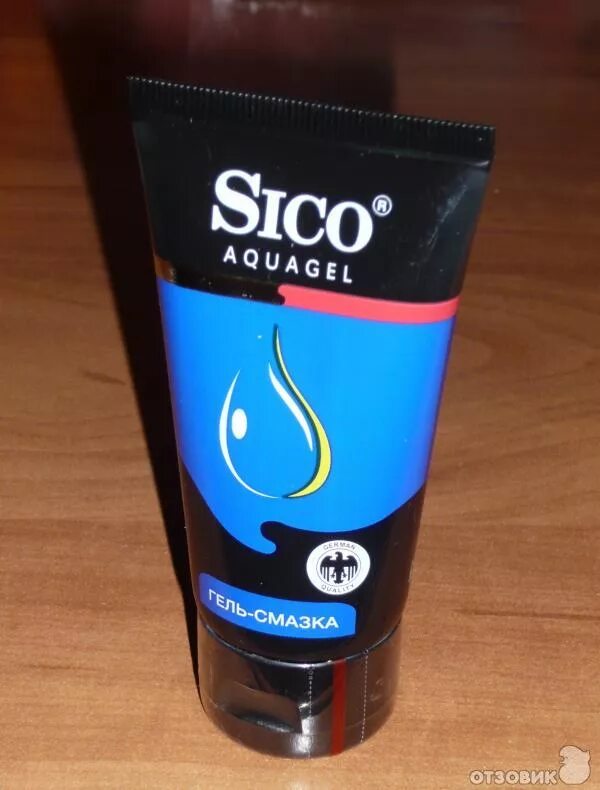 SICO®
AQUAGEL
GERMAN
QUALITY
ГЕЛЬ-СМАЗКА
ОТЗОВИК